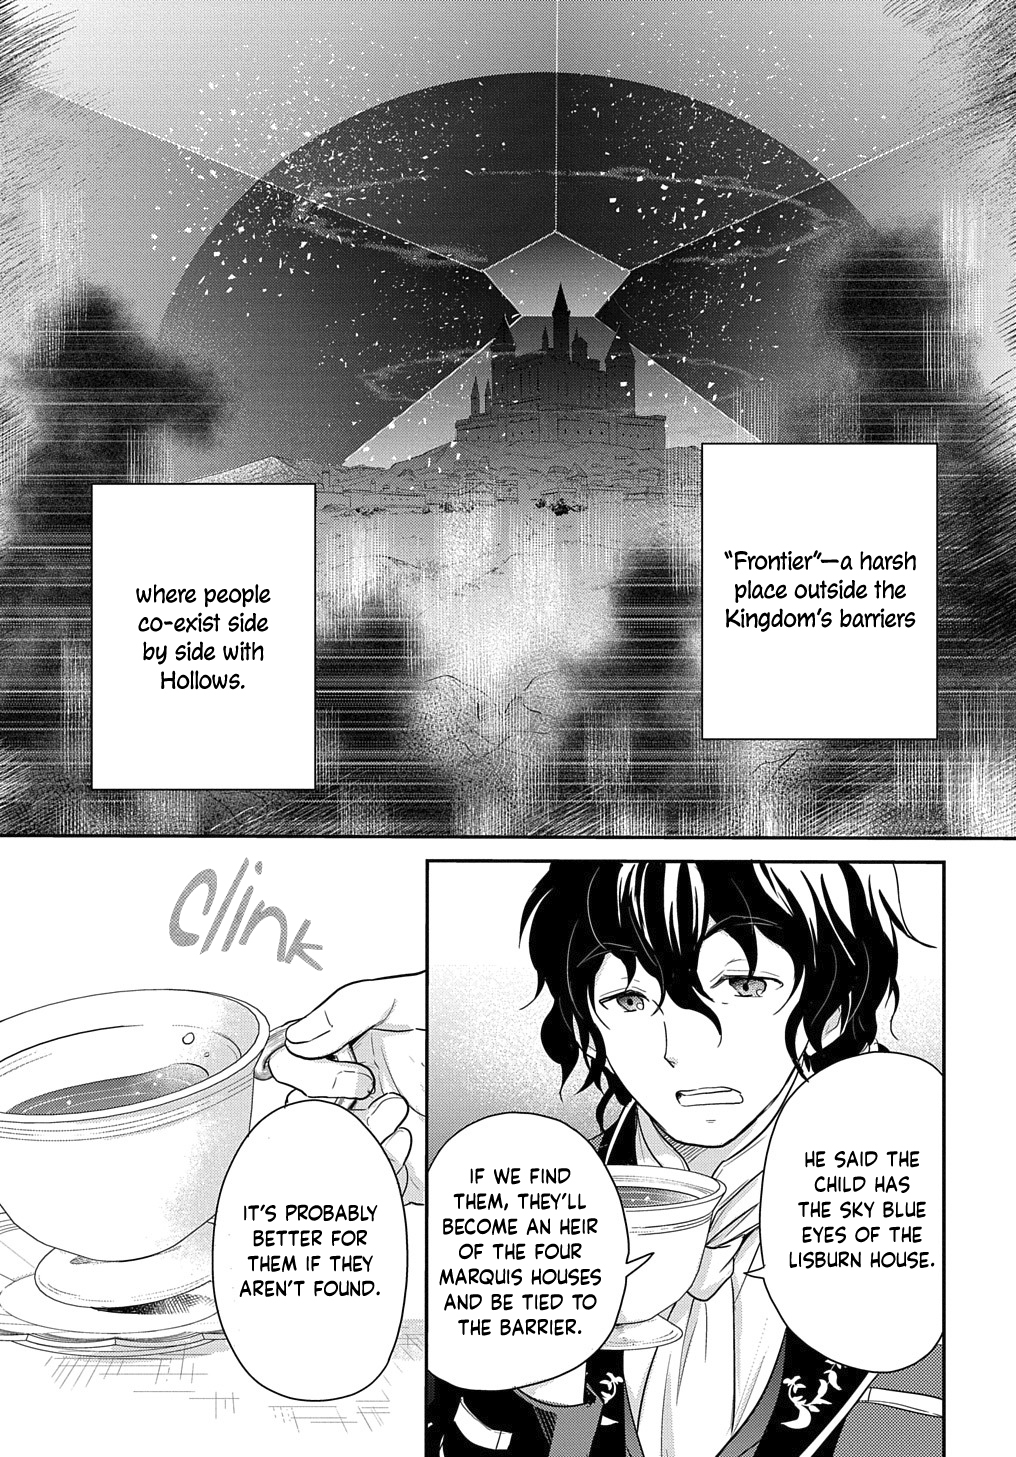 “Frontier”—a harsh
place outside the
Kingdom's barriers
where people
co-exist side
by side with
Hollows.
HE SAID THE
CHILD HAS
THE SKY BLUE
EYES OF THE
LISBURN HOUSE.
IF WE FIND
THEM, THEY'LL
BECOME AN HEIR
OF THE FOUR
MARQUIS HOUSES
AND BE TIED TO
THE BARRIER.
Clink
IT'S PROBABLY
BETTER FOR
THEM IF THEY
AREN'T FOUND.